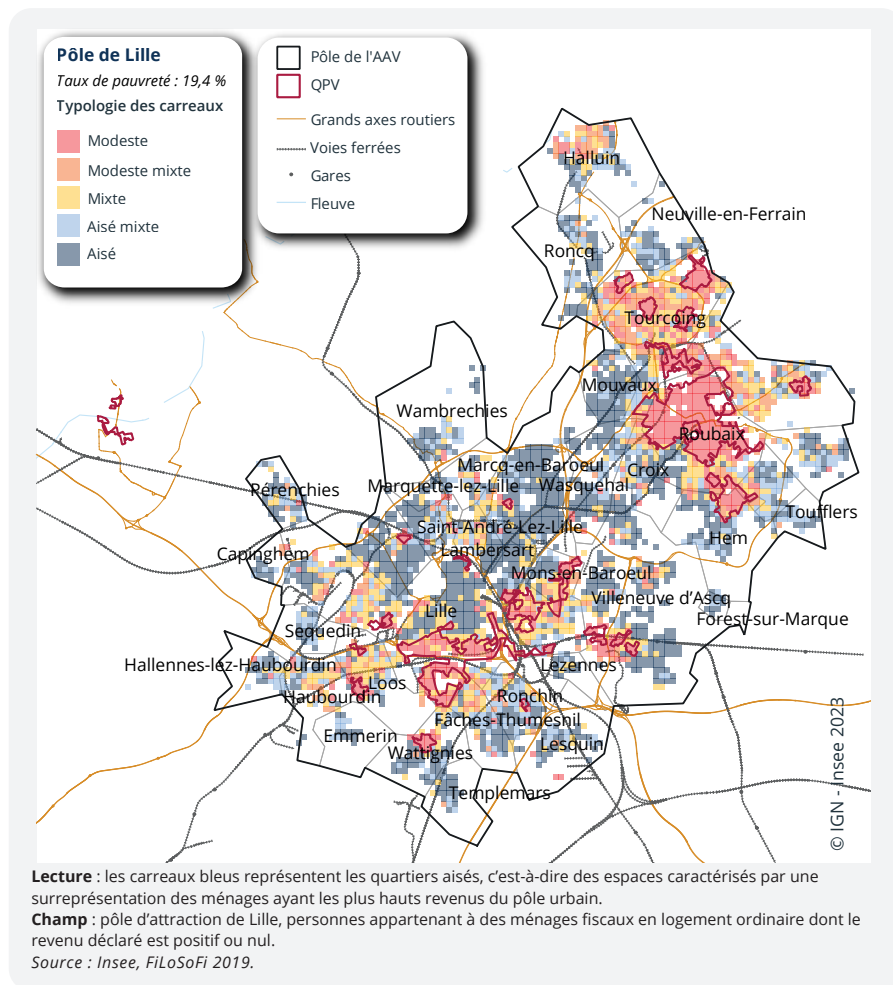 Pôle de Lille
Taux de pauvreté : 19,4 %
Typologie des carreaux
Modeste
Modeste mixte
Mixte
Aisé mixte
Aisé
Pôle de l'AAV
QPV
Grands axes routiers
Voies ferrées
Gares
Fleuve
Halluin
Neuville-en-Ferrain
Roncq
Tourcoing
Mouvaux
Wambrechies
Roubaix
Marcq-en-Baroeul
Croix
Marquette-lez-Lille
Wasquehal
Pérenchies
Toufflers
Saint-André-Lez-Lille
Hem
Lambersart
Capinghem
Mons-en-Baroeul
Villeneuve d’Ascq
Lille
Forest-sur-Marque
Sequedin
Hallennes-lez-Haubourdin
Lezennes
Loos
Haubourdin
Ronchin
Fâches-Thumesnil
Emmerin
Lesquin
Wattignies
Templemars
© IGN - Insee 2023
Lecture : les carreaux bleus représentent les quartiers aisés, c’est-à-dire des espaces caractérisés par une
surreprésentation des ménages ayant les plus hauts revenus du pôle urbain.
Champ : pôle d’attraction de Lille, personnes appartenant à des ménages fiscaux en logement ordinaire dont le
revenu déclaré est positif ou nul.
Source : Insee, FiLoSoFi 2019.